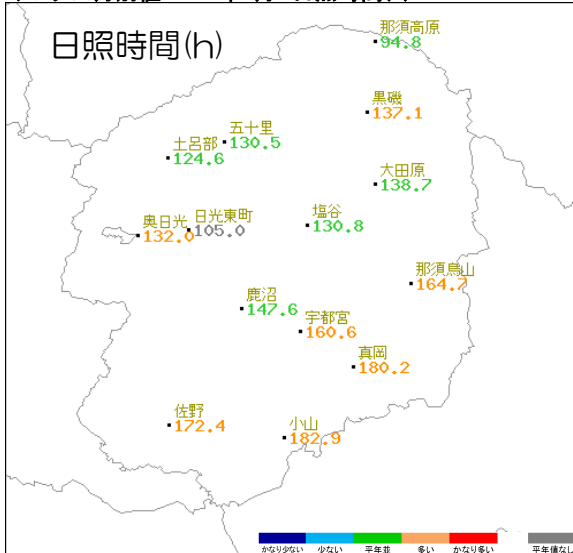 日照時間(h)
那須高原
94.8
黒磯
137.1
五十里
130.5
土呂部
124.6
大田原
138.7
塩谷
130.8
日光東町
105.0
奥日光
132.0
那須烏山
164.7
鹿沼
147.6
宇都宮
160.6
真岡
180.2
佐野
172.4
小山
182.9
かなり少ない 少ない 平年並 多い かなり多い 平年値なし